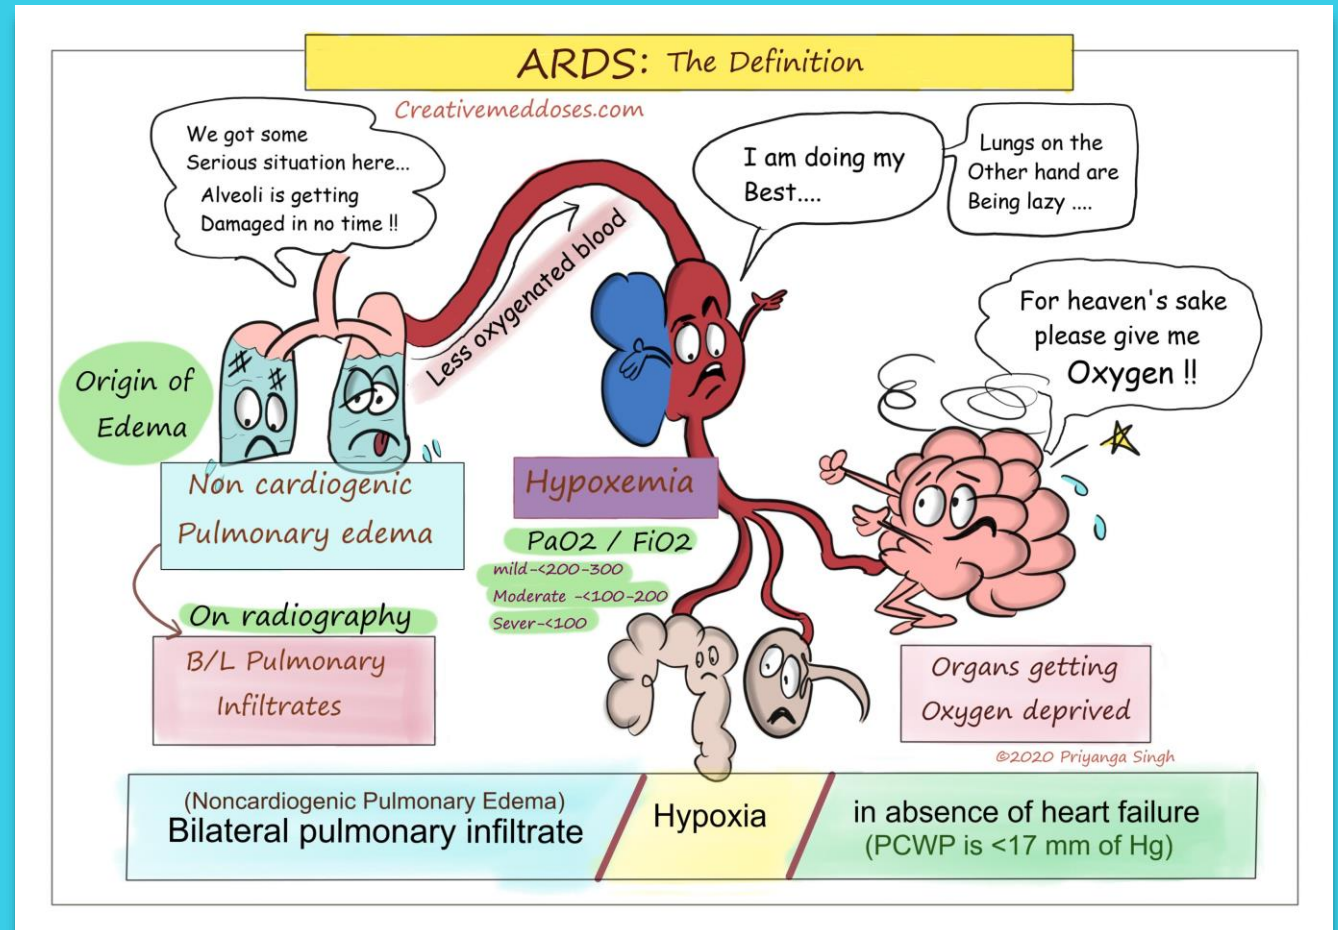 ARDS: The Definition
Creativemeddoses.com
We got some
Serious situation here...
Alveoli is getting
Damaged in no time !!
I am doing my
Best....
Lungs on the
Other hand are
Being lazy ....
Less oxygenated blood
For heaven's sake
please give me
Oxygen !!
Origin of
Edema
Non cardiogenic
Pulmonary edema
On radiography
B/L Pulmonary
Infiltrates
Hypoxemia
PaO2 / FiO2
mild-<200-300
Moderate -<100-200
Sever-<100
Organs getting
Oxygen deprived
©2020 Priyanga Singh
(Noncardiogenic Pulmonary Edema)
Bilateral pulmonary infiltrate
Hypoxia
in absence of heart failure
(PCWP is <17 mm of Hg)